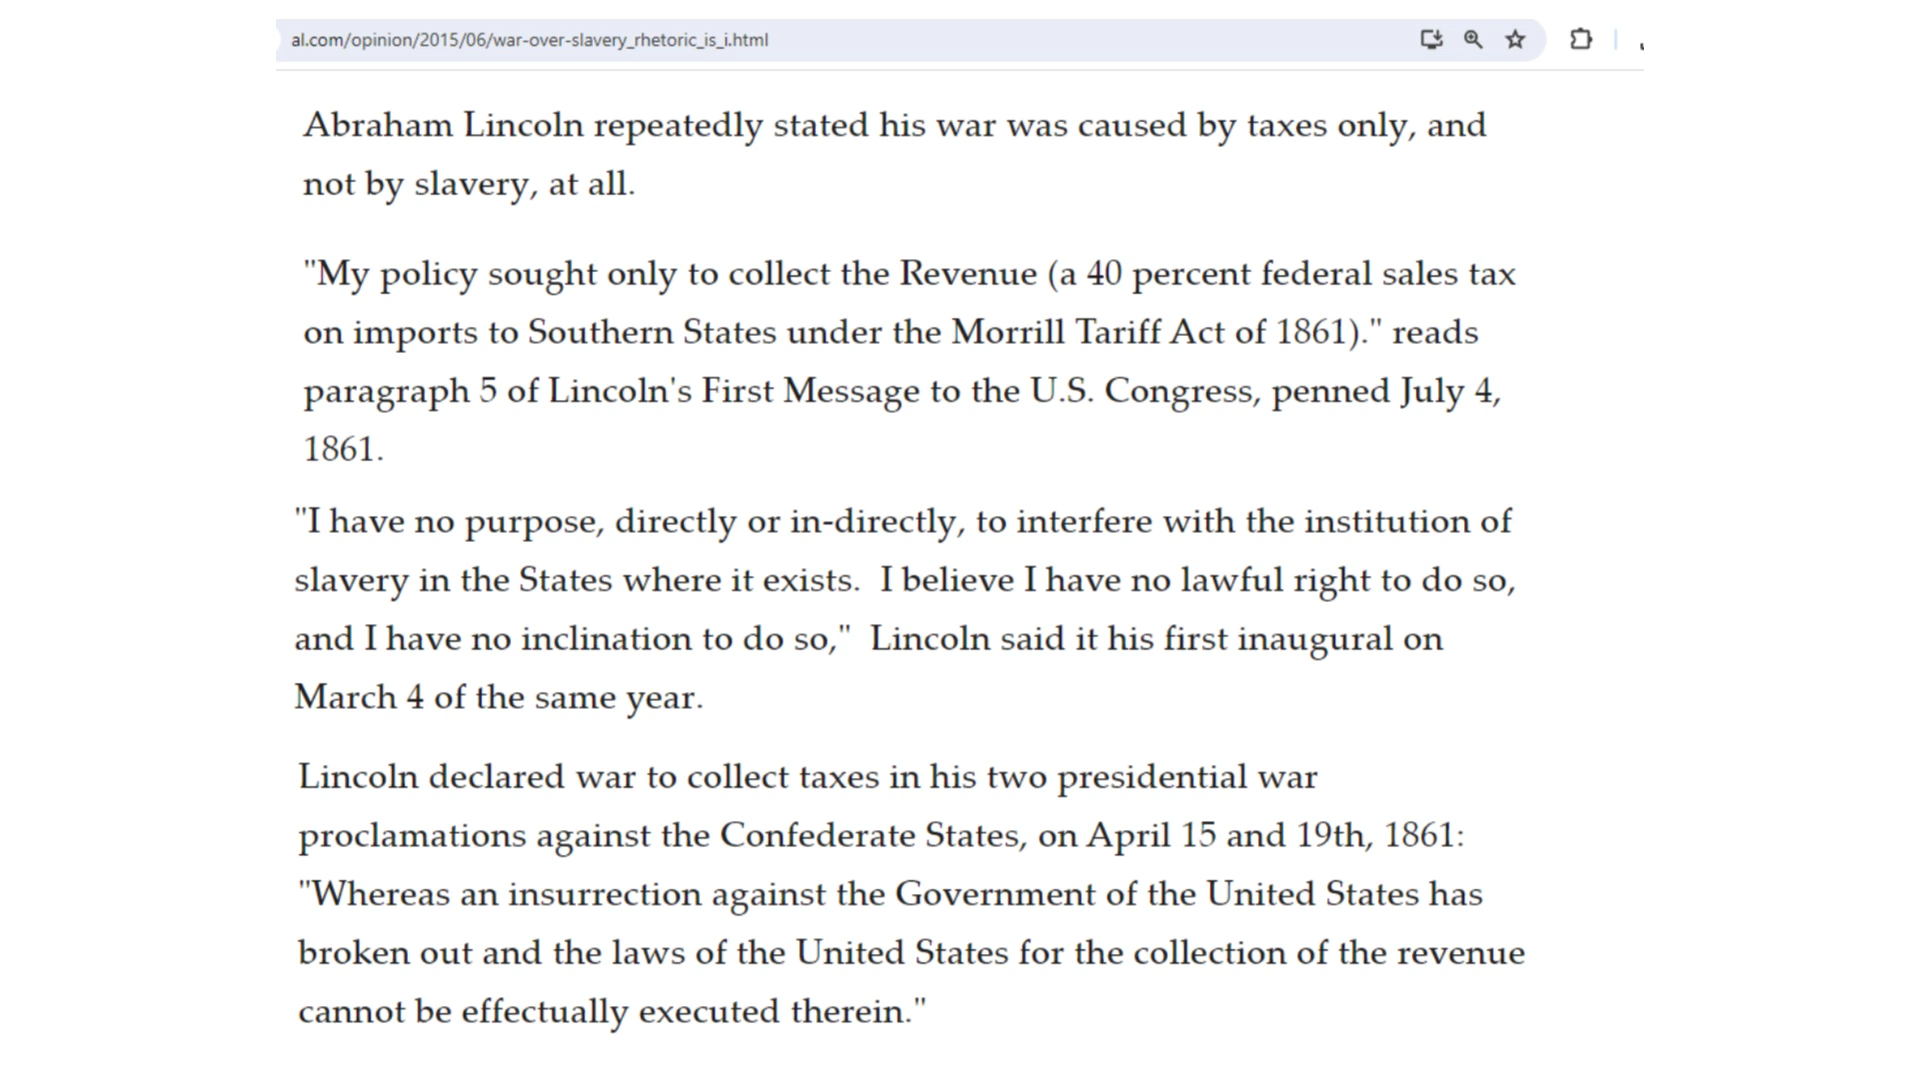 al.com/opinion/2015/06/war-over-slavery_rhetoric_is_i.html
Abraham Lincoln repeatedly stated his war was caused by taxes only, and
not by slavery, at all.
"My policy sought only to collect the Revenue (a 40 percent federal sales tax
on imports to Southern States under the Morrill Tariff Act of 1861)." reads
paragraph 5 of Lincoln's First Message to the U.S. Congress, penned July 4,
1861.
"I have no purpose, directly or in-directly, to interfere with the institution of
slavery in the States where it exists.  I believe I have no lawful right to do so,
and I have no inclination to do so,"  Lincoln said it his first inaugural on
March 4 of the same year.
Lincoln declared war to collect taxes in his two presidential war
proclamations against the Confederate States, on April 15 and 19th, 1861:
"Whereas an insurrection against the Government of the United States has
broken out and the laws of the United States for the collection of the revenue
cannot be effectually executed therein."